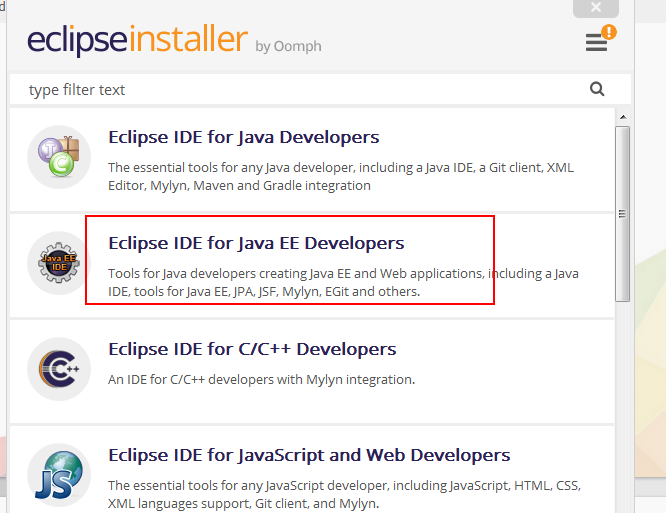 eclipseinstaller by Oomph
!
type filter text
Eclipse IDE for Java Developers
The essential tools for any Java developer, including a Java IDE, a Git client, XML
Editor, Mylyn, Maven and Gradle integration
Java EE
IDE
Eclipse IDE for Java EE Developers
Tools for Java developers creating Java EE and Web applications, including a Java
IDE, tools for Java EE, JPA, JSF, Mylyn, EGit and others.
C++
Eclipse IDE for C/C++ Developers
An IDE for C/C++ developers with Mylyn integration.
JS
Eclipse IDE for JavaScript and Web Developers
The essential tools for any JavaScript developer, including JavaScript, HTML, CSS,
XML languages support, Git client, and Mylyn.